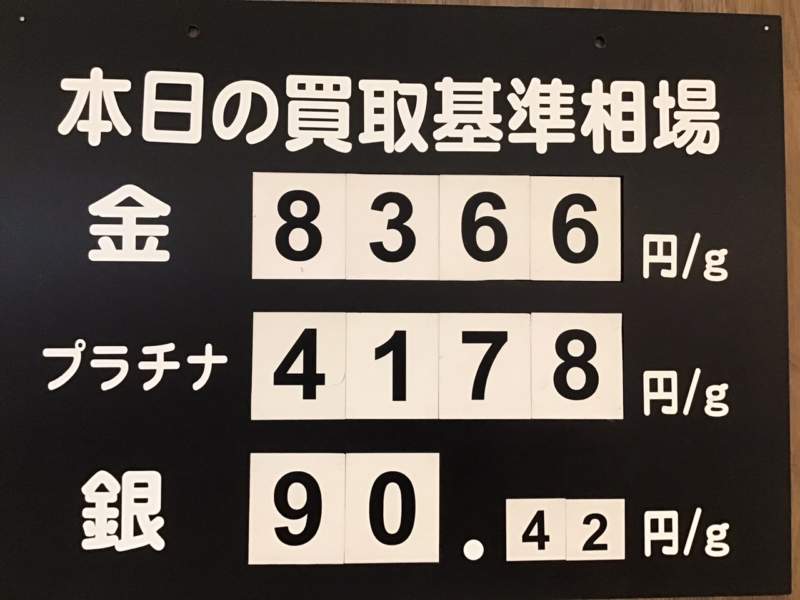 本日の買取基準相場
金 8366 円/g
プラチナ 4178 円/g
銀 90.42 円/g